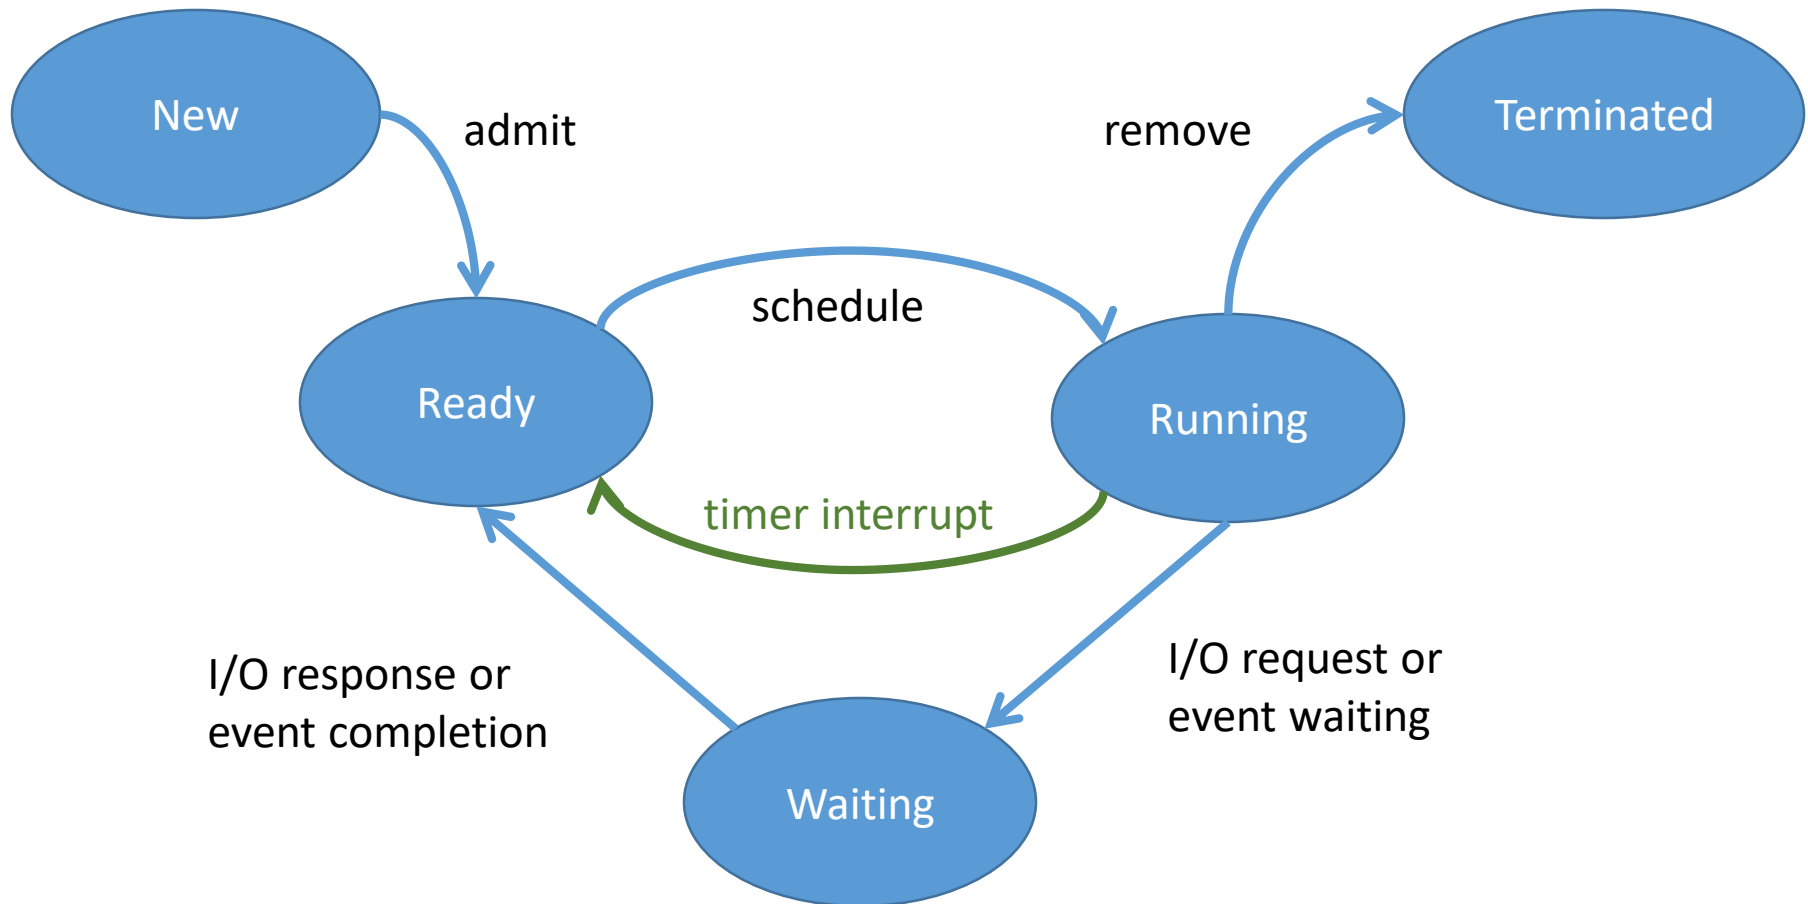 New
admit
remove
Terminated
schedule
Ready
Running
timer interrupt
I/O response or
event completion
I/O request or
event waiting
Waiting